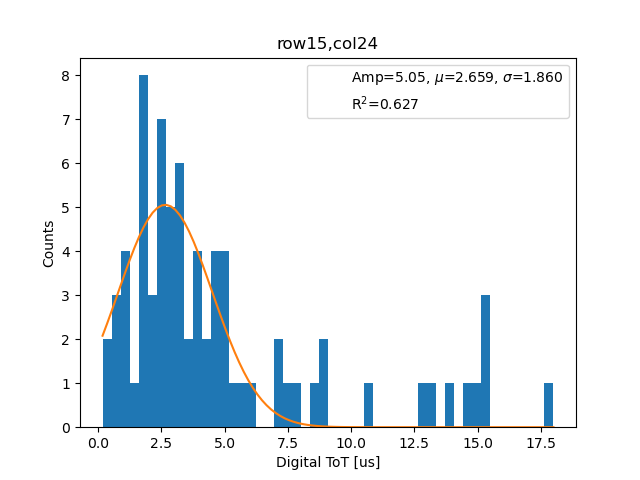 row15,col24
Amp=5.05, μ=2.659, σ=1.860
R²=0.627
8
7
6
5
4
3
2
1
0
Counts
0.0 2.5 5.0 7.5 10.0 12.5 15.0 17.5
Digital ToT [us]